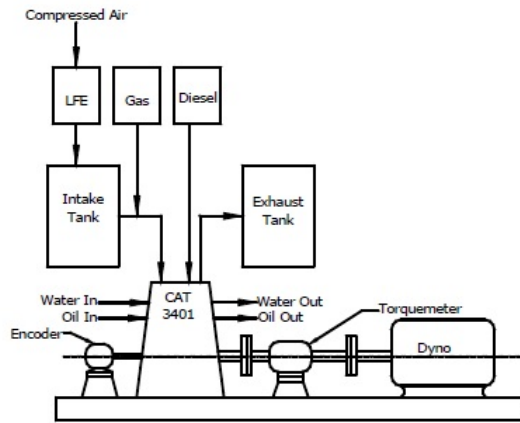 Compressed Air
LFE
Gas
Diesel
Intake
Tank
Exhaust
Tank
Water In
CAT
3401
Water Out
Oil In
Oil Out
Torquemeter
Encoder
Dyno